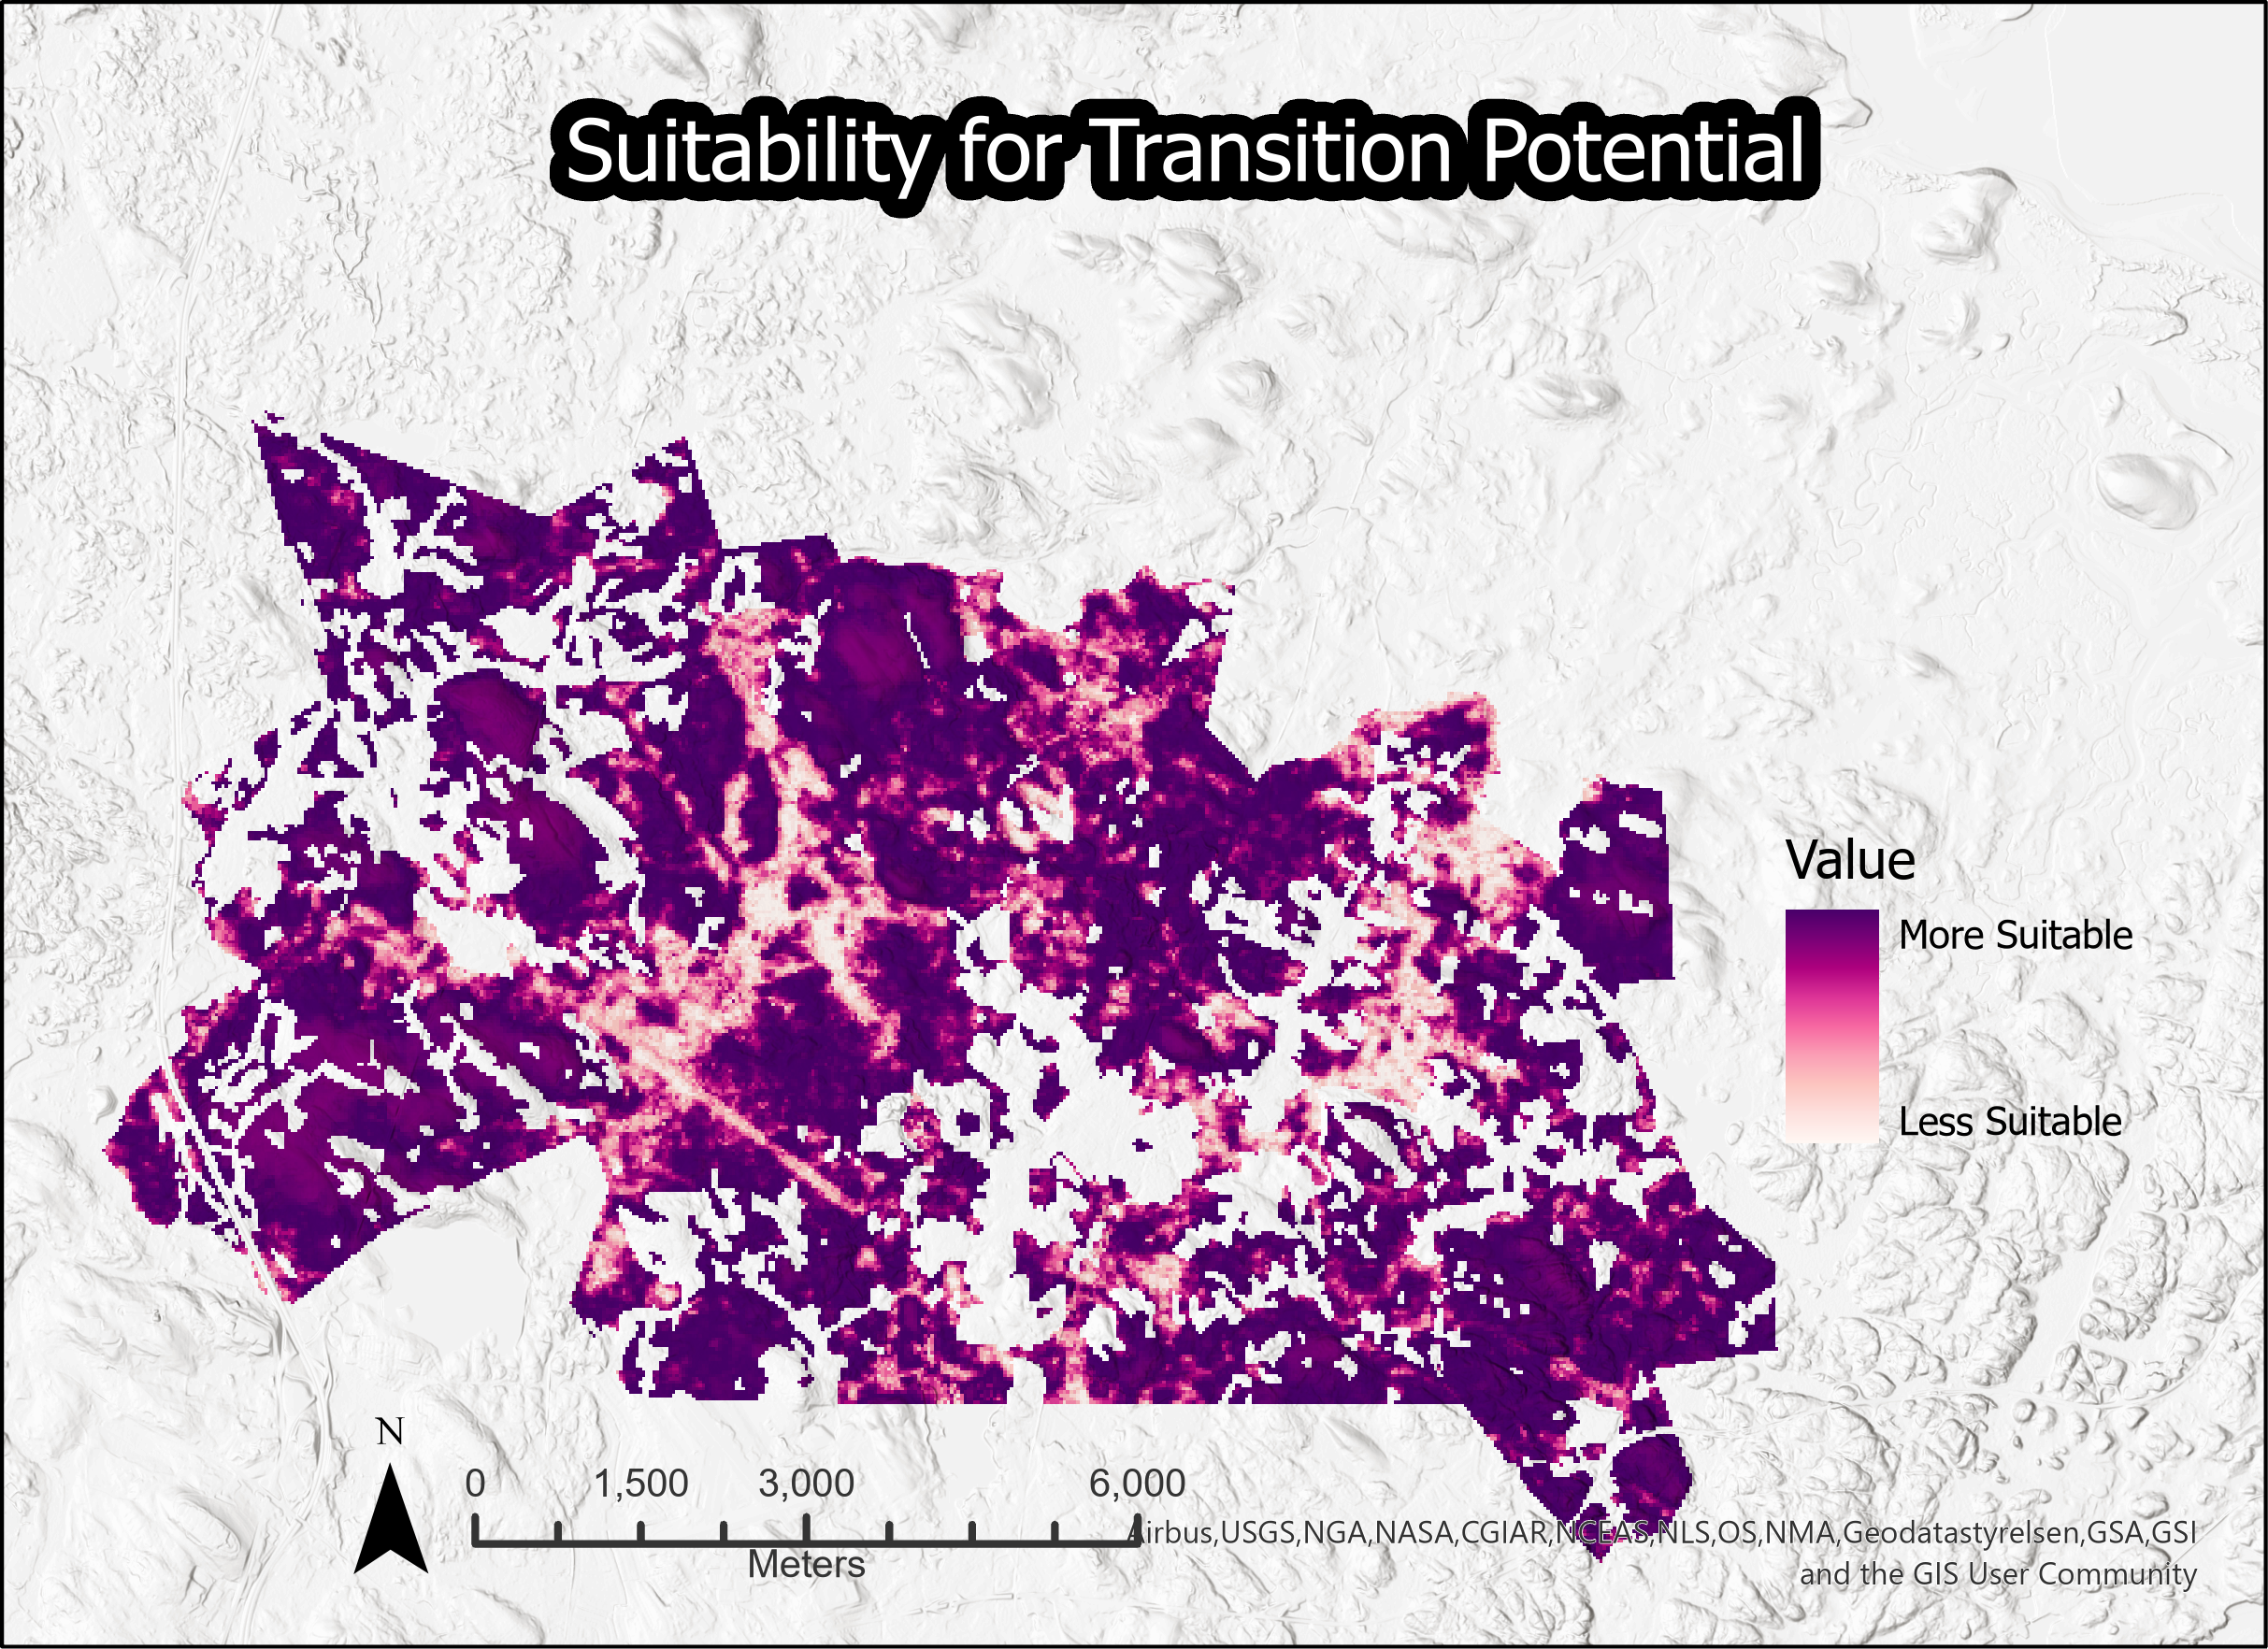 Suitability for Transition Potential
Value
More Suitable
Less Suitable
N
0 1,500 3,000 6,000
Meters
Airbus,USGS,NGA,NASA,CGIAR,NCEAS,NLS,OS,NMA,Geodatastyrelsen,GSA,GSI
and the GIS User Community